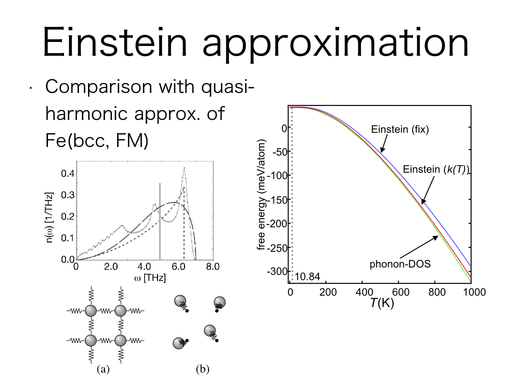 Einstein approximation
· Comparison with quasi-
harmonic approx. of
Fe(bcc, FM)
n(ω) [1/THz]
0.4
0.3
0.2
0.1
0.0
0 2.0 4.0 6.0 8.0
ω [THz]
(a) (b)
free energy (meV/atom)
0
-50
-100
-150
-200
-250
-300
Einstein (fix)
Einstein (k(T))
phonon-DOS
10.84
0 200 400 600 800 1000
T(K)